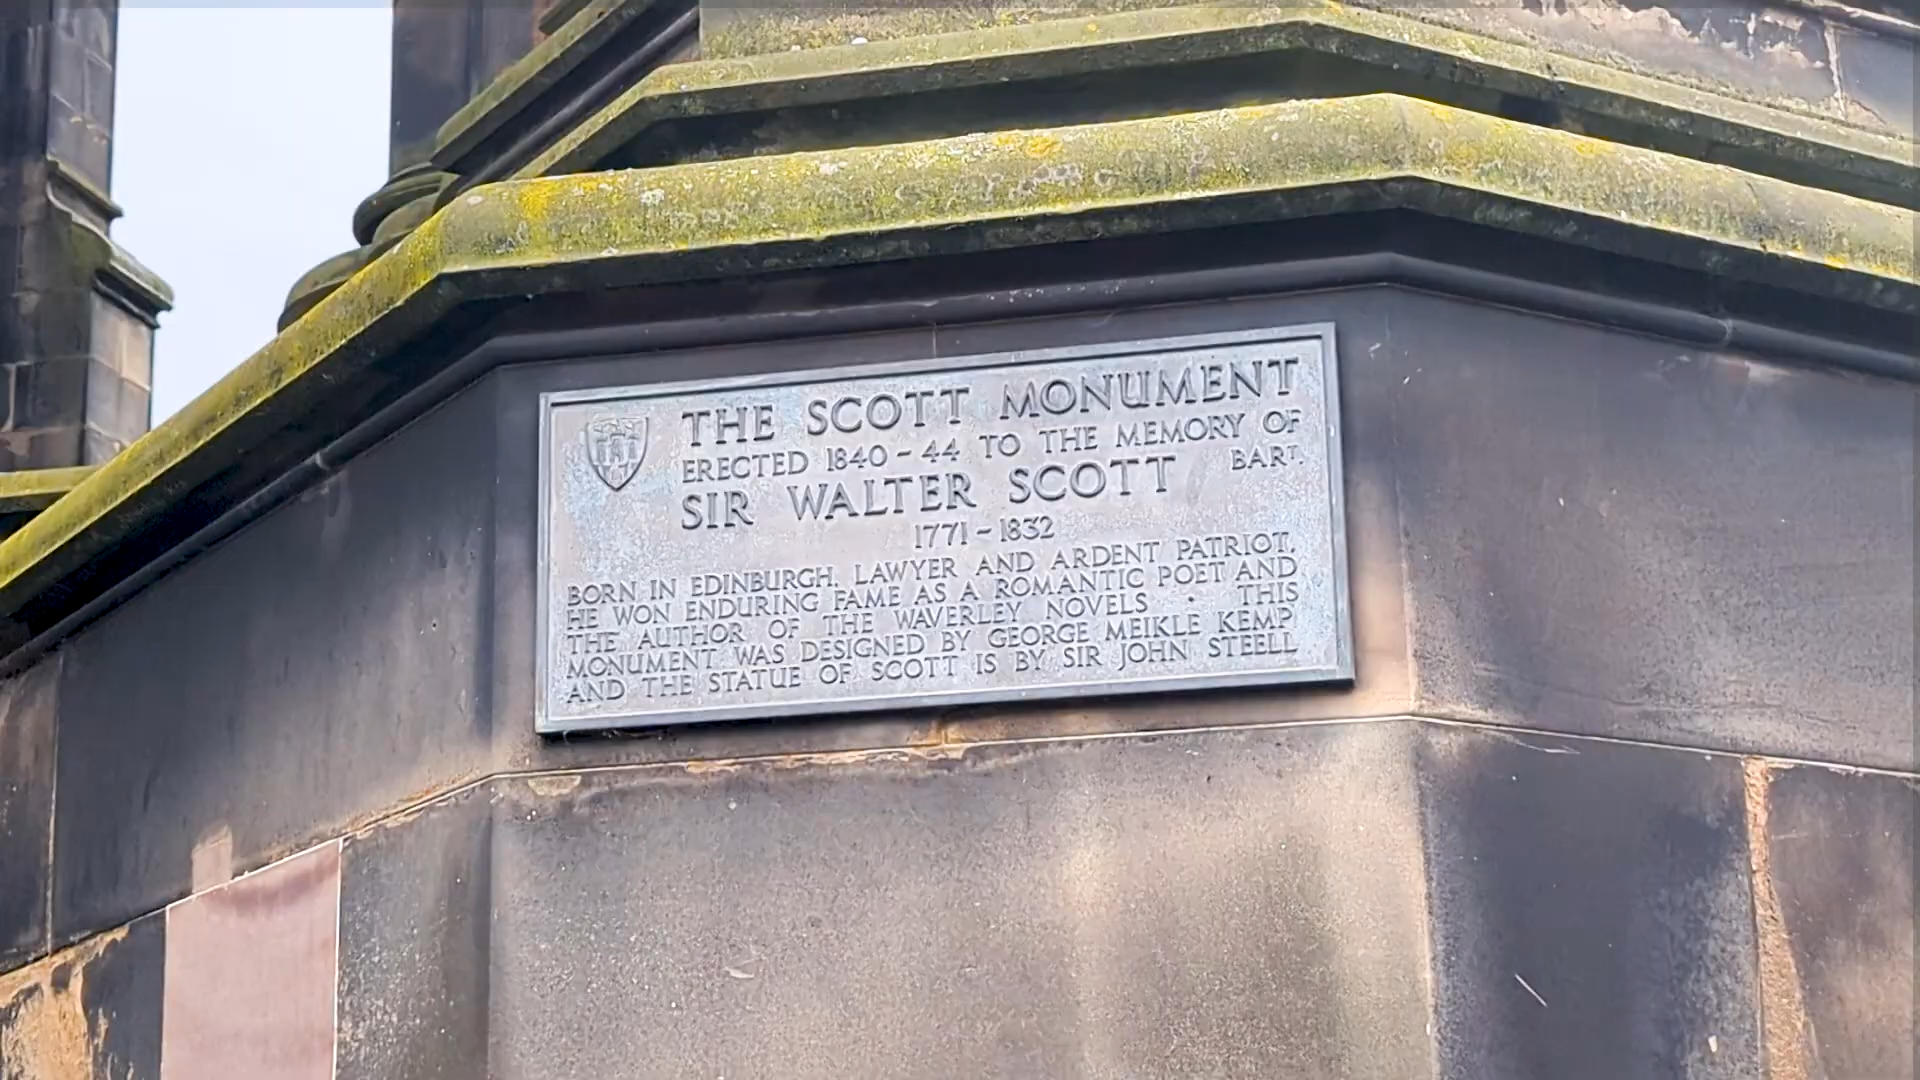 THE SCOTT MONUMENT
ERECTED 1840 - 44 TO THE MEMORY OF
SIR WALTER SCOTT BART.
1771 - 1832
BORN IN EDINBURGH, LAWYER AND ARDENT PATRIOT,
HE WON ENDURING FAME AS A ROMANTIC POET AND
THE AUTHOR OF THE WAVERLEY NOVELS · THIS
MONUMENT WAS DESIGNED BY GEORGE MEIKLE KEMP
AND THE STATUE OF SCOTT IS BY SIR JOHN STEELL